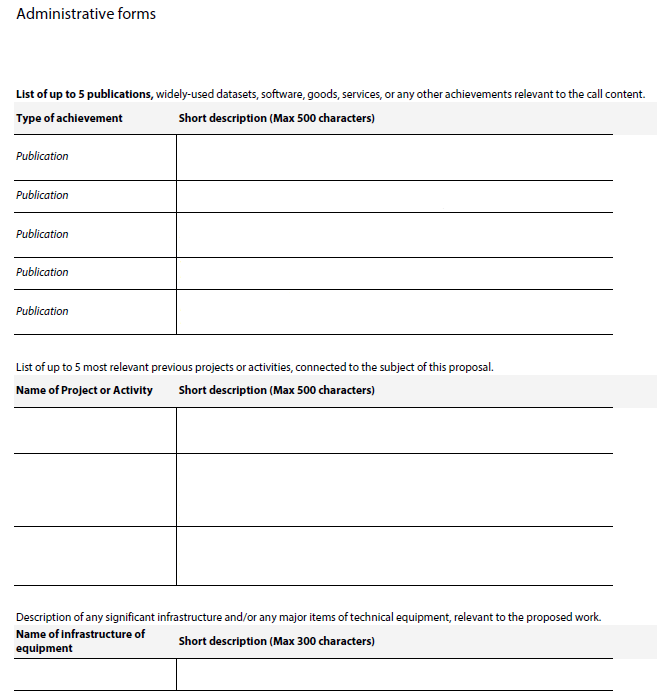 Administrative forms
List of up to 5 publications, widely-used datasets, software, goods, services, or any other achievements relevant to the call content.
Type of achievement Short description (Max 500 characters)
Publication
Publication
Publication
Publication
Publication
List of up to 5 most relevant previous projects or activities, connected to the subject of this proposal.
Name of Project or Activity Short description (Max 500 characters)
Description of any significant infrastructure and/or any major items of technical equipment, relevant to the proposed work.
Name of infrastructure of
equipment Short description (Max 300 characters)